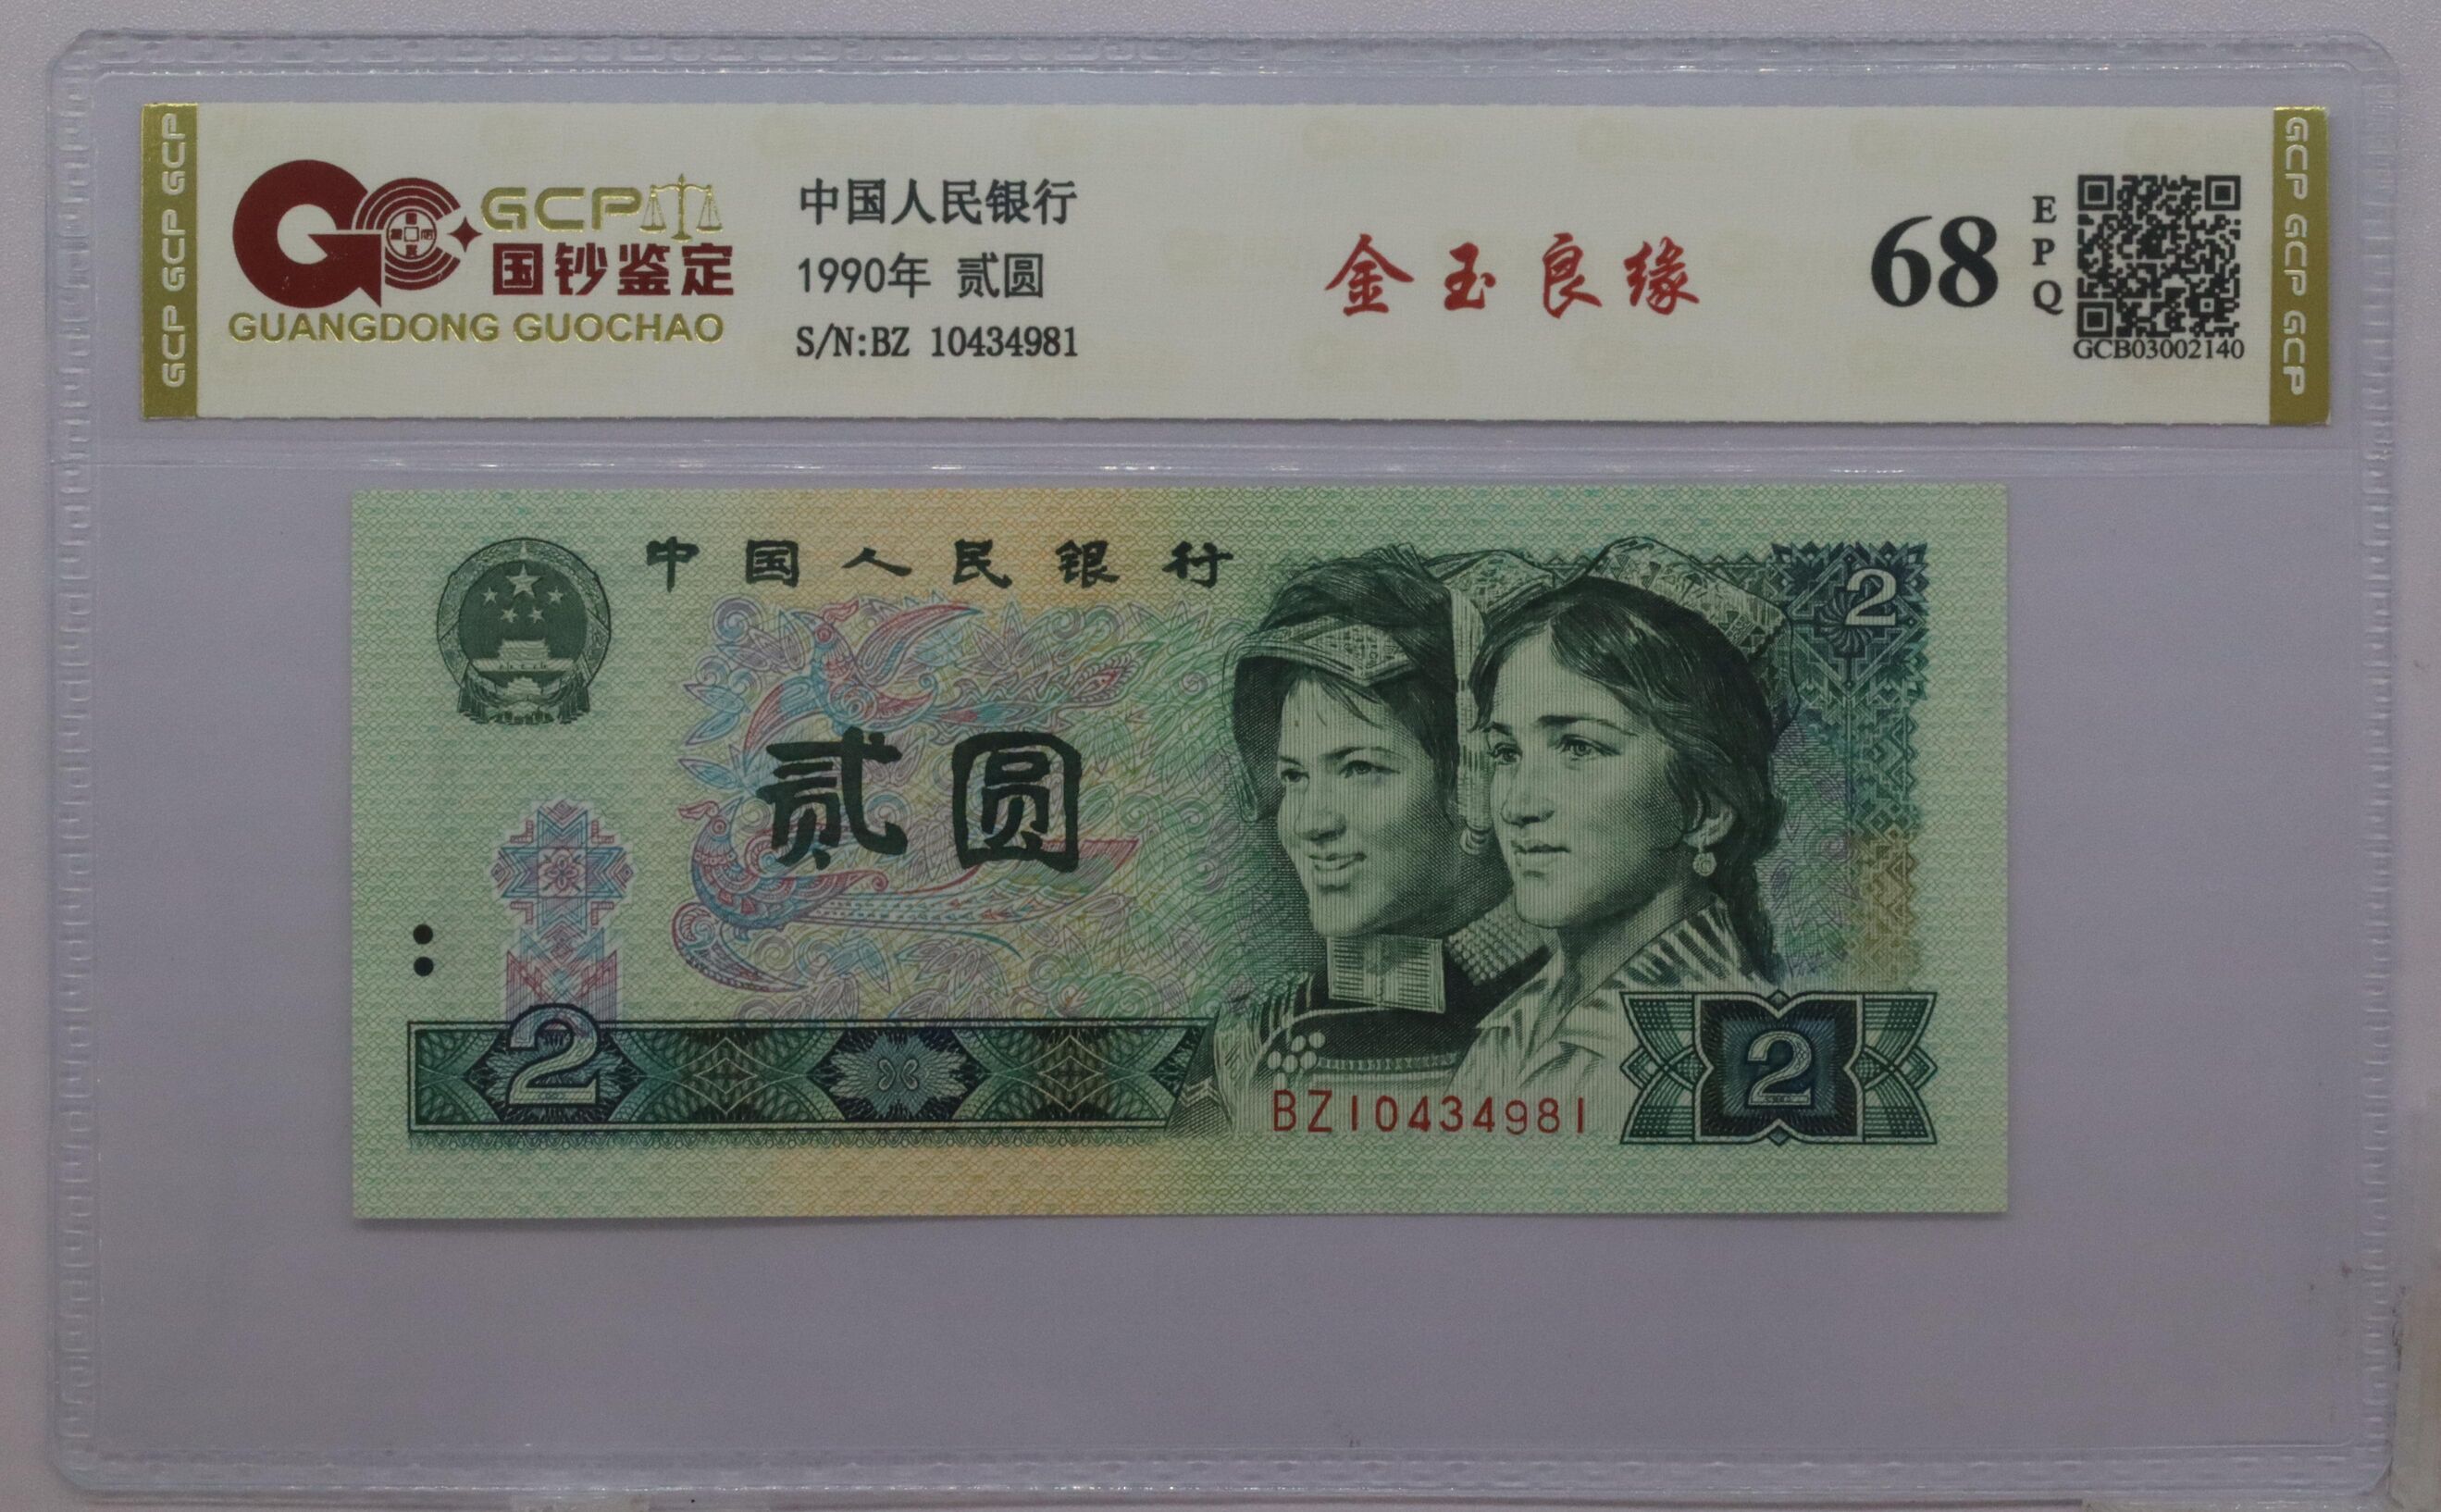 GCP GCP GCP
GCP
国钞鉴定
GUANGDONG GUOCHAO
中国人民银行
1990年 贰圆
S/N:BZ 10434981
金玉良缘
68
EPQ
GCB03002140
GCP GCP GCP
中国人民银行
2
贰圆
2
BZ10434981
2